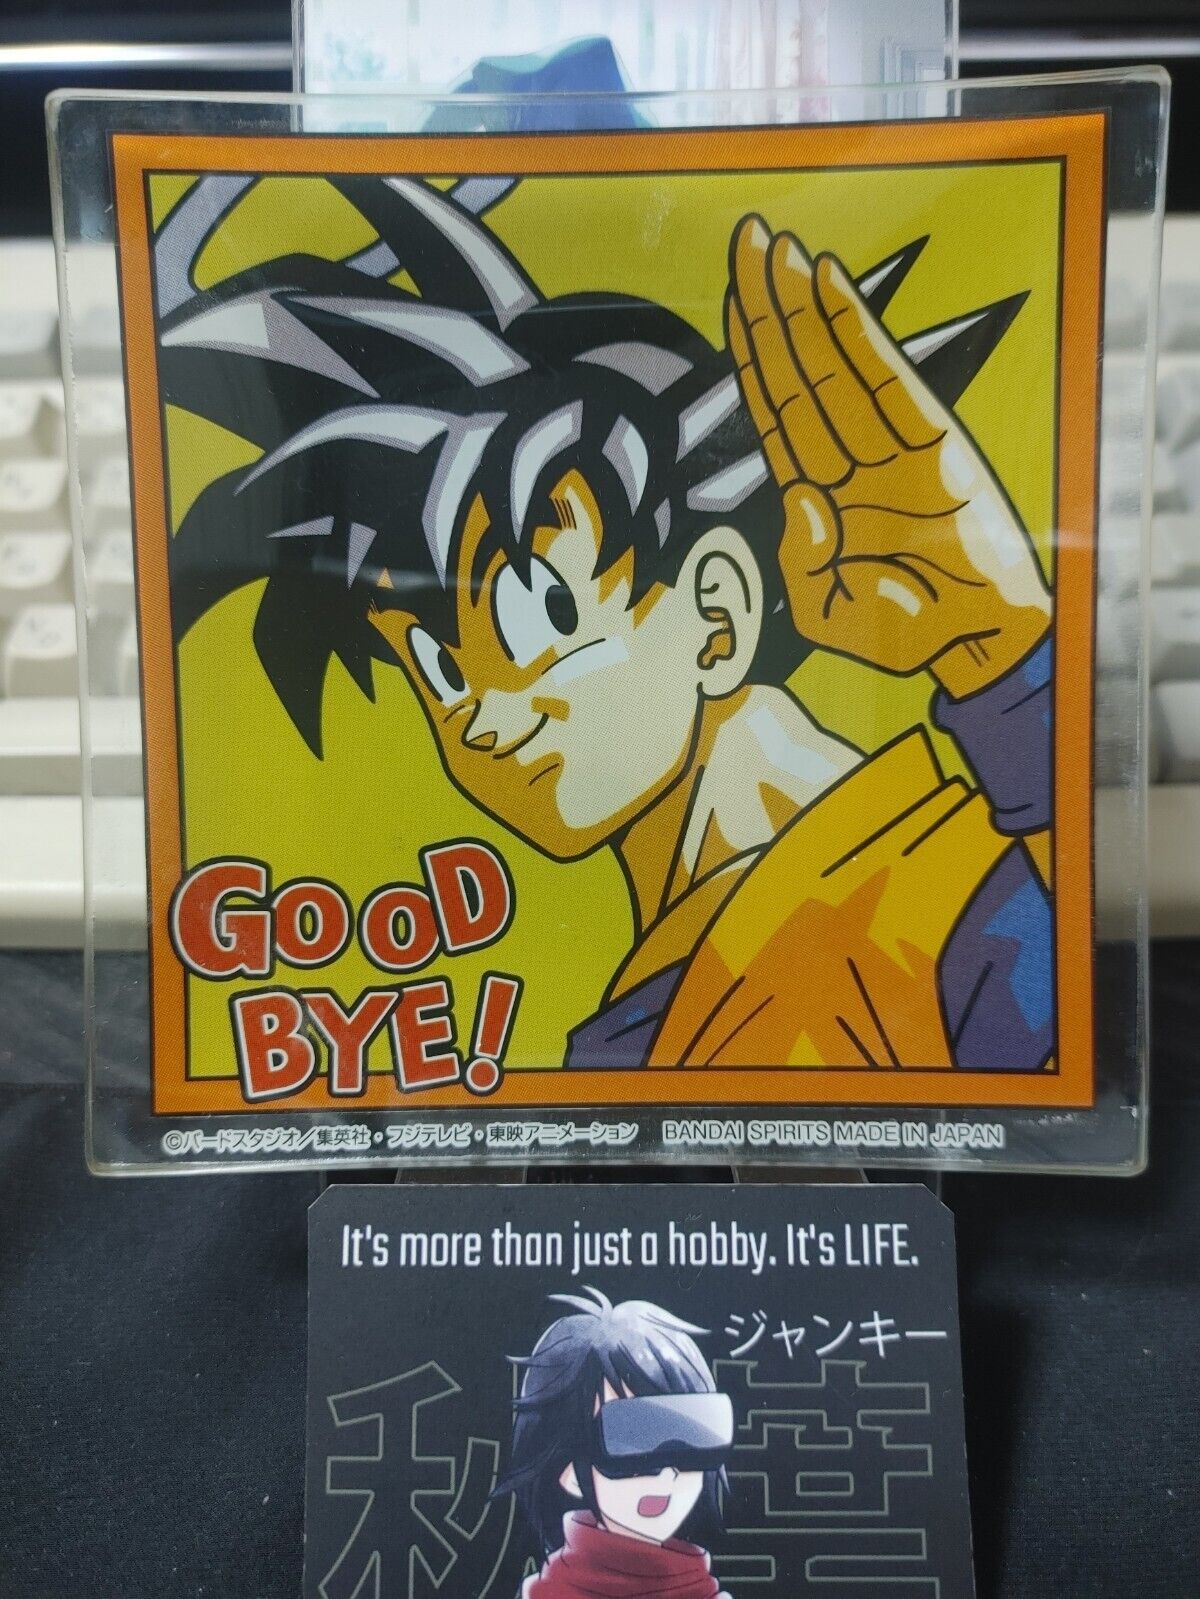 GOOD
BYE!
©バードスタジオ／集英社・フジテレビ・東映アニメーション BANDAI SPIRITS MADE IN JAPAN
It's more than just a hobby. It's LIFE.
ジャンキー
秋葉